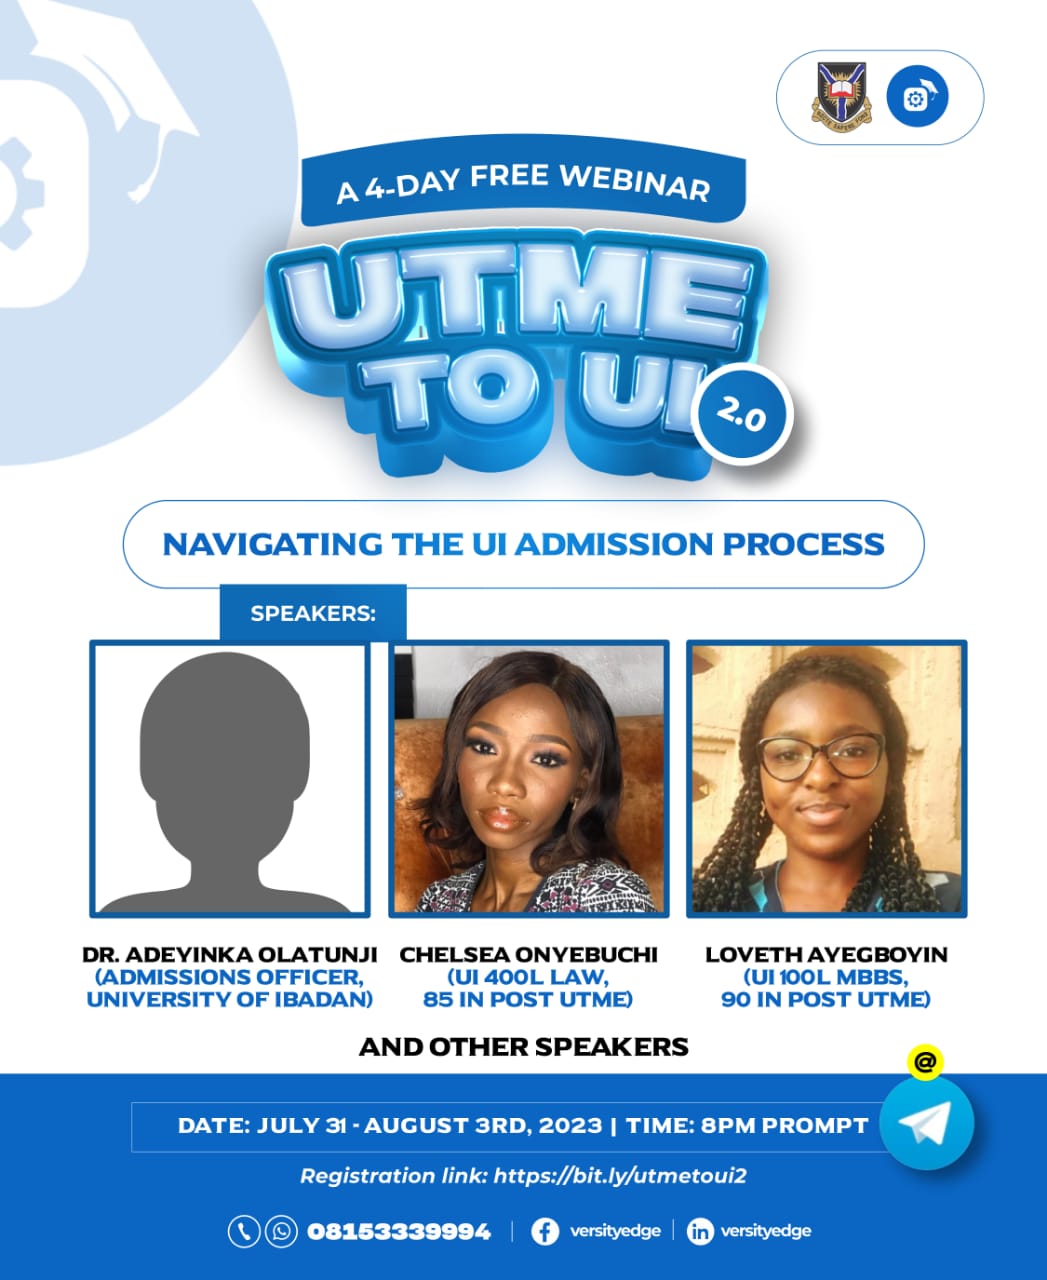 A 4-DAY FREE WEBINAR
UTME
TO UI
2.0
NAVIGATING THE UI ADMISSION PROCESS
SPEAKERS:
DR. ADEYINKA OLATUNJI
(ADMISSIONS OFFICER,
UNIVERSITY OF IBADAN)
CHELSEA ONYEBUCHI
(UI 400L LAW,
85 IN POST UTME)
LOVETH AYEGBOYIN
(UI 100L MBBS,
90 IN POST UTME)
AND OTHER SPEAKERS
@
DATE: JULY 31 - AUGUST 3RD, 2023 | TIME: 8PM PROMPT
Registration link: https://bit.ly/utmetoui2
08153339994 | f versityedge | in versityedge